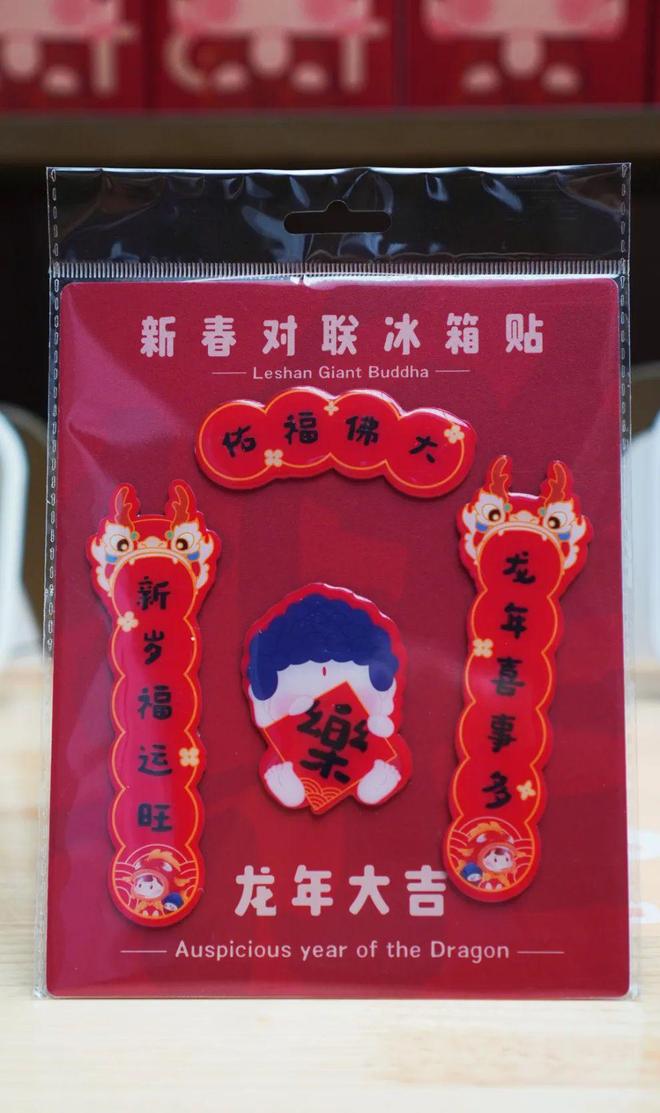 新春对联冰箱贴
Leshan Giant Buddha
佑福佛大
龙年喜事多
新岁福运旺
樂
龙年大吉
Auspicious year of the Dragon